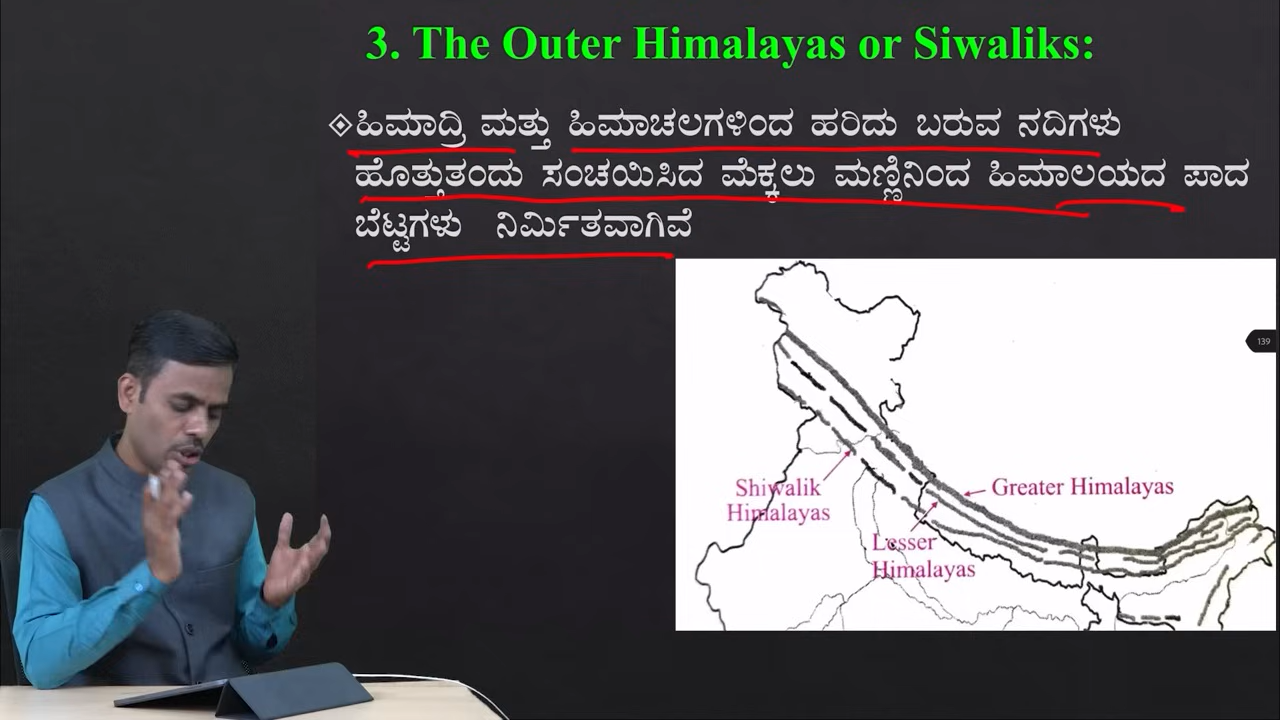 3. The Outer Himalayas or Siwaliks:
ಹಿಮಾದ್ರಿ ಮತ್ತು ಹಿಮಾಚಲಗಳಿಂದ ಹರಿದು ಬರುವ ನದಿಗಳು
ಹೊತ್ತುತಂದು ಸಂಚಯಿಸಿದ ಮೆಕ್ಕಲು ಮಣ್ಣಿನಿಂದ ಹಿಮಾಲಯದ ಪಾದ
ಬೆಟ್ಟಗಳು ನಿರ್ಮಿತವಾಗಿವೆ
139
Shiwalik
Himalayas
Greater Himalayas
Lesser
Himalayas